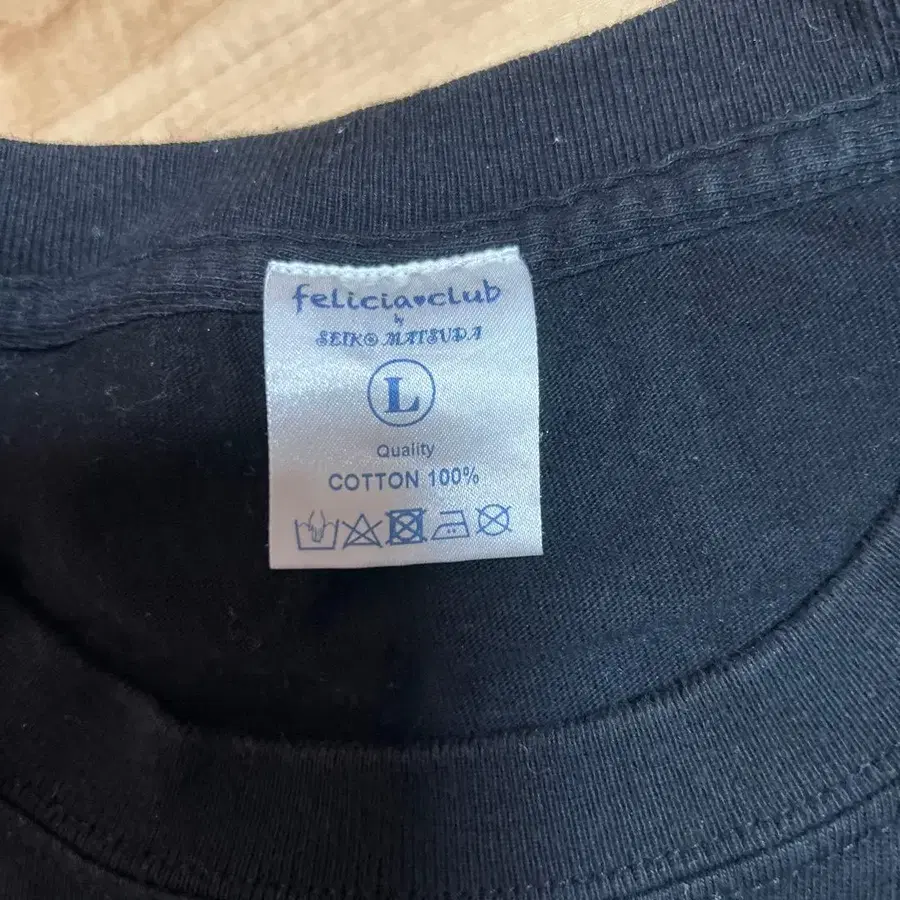 felicia♥club
by
SEIKO MATSUDA
L
Quality
COTTON 100%